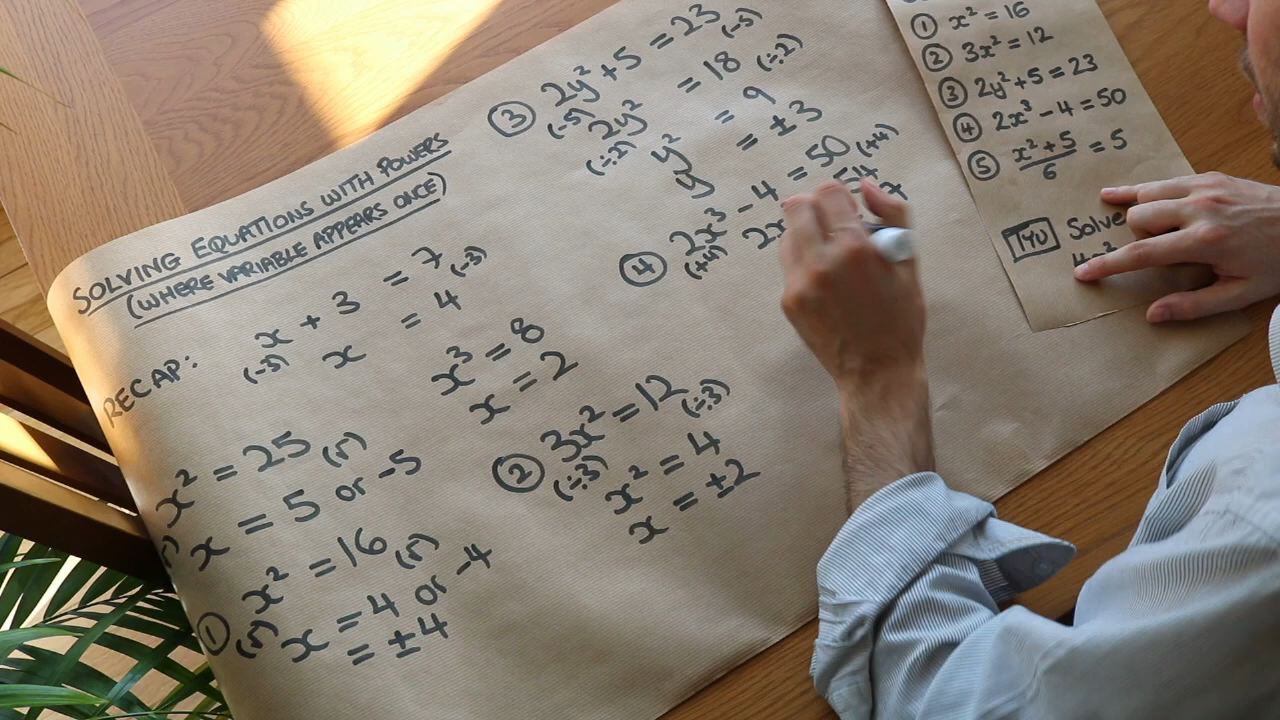 SOLVING EQUATIONS WITH POWERS
(WHERE VARIABLE APPEARS ONCE)
RECAP: x + 3 = 7
(-3) x = 4 (-3)
x³ = 8
x = 2
x² = 25 (√)
x = 5 or -5
① x² = 16 (√)
(√) x = 4 or -4
= ±4
② 3x² = 12
(÷3) x² = 4 (÷3)
x = ±2
③ 2y² + 5 = 23 (-5)
(-5) 2y² = 18 (÷2)
(÷2) y² = 9
y = ±3
④ 2x³ - 4 = 50
(+4) 54 (+4)
① x² = 16
② 3x² = 12
③ 2y² + 5 = 23
④ 2x³ - 4 = 50
⑤ x² + 5 / 6 = 5
14U Solve